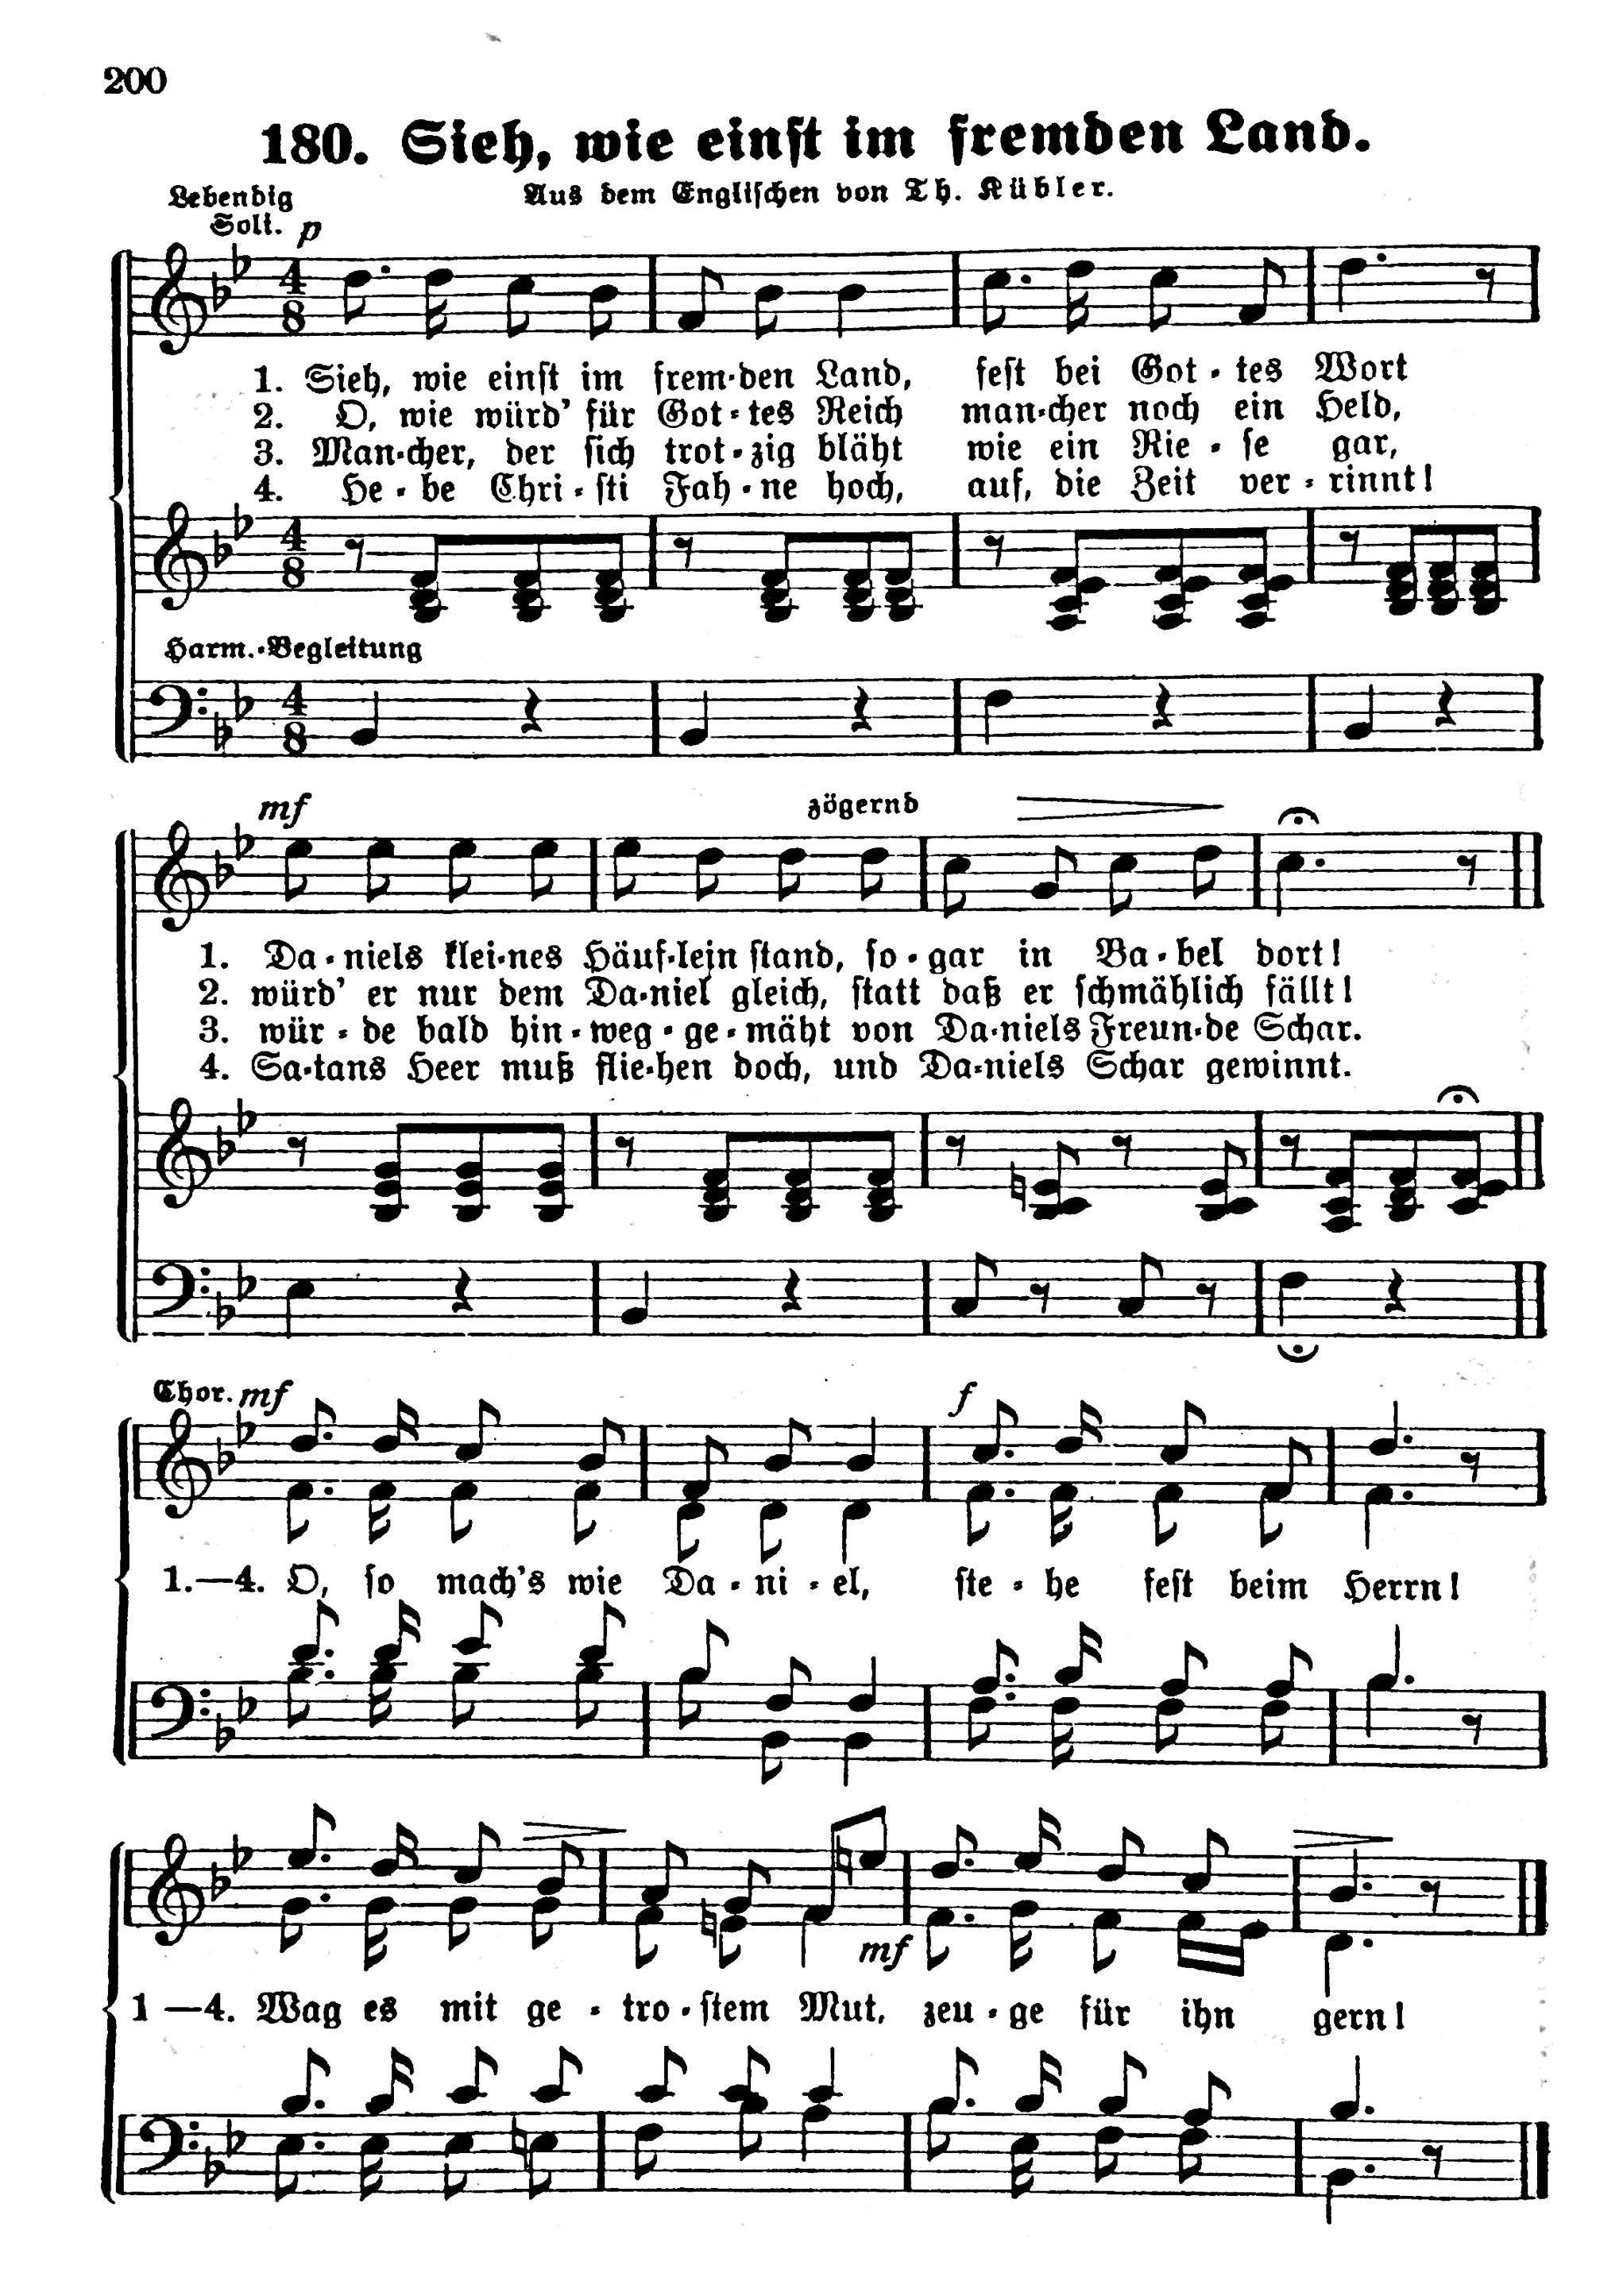 200
180. Sieh, wie einst im fremden Land.
Lebendig
Aus dem Englischen von Th. Kübler.
Soli. p
4 8
1. Sieh, wie einst im frem-den Land, fest bei Got-tes Wort
2. O, wie würd' für Got-tes Reich man-cher noch ein Held,
3. Man-cher, der sich trot-zig bläht wie ein Rie-se gar,
4. He-be Chri-sti Fah-ne hoch, auf, die Zeit ver-rinnt!
4 8
Harm.-Begleitung
4 8
mf zögernd
1. Da-niels klei-nes Häuf-lein stand, so-gar in Ba-bel dort!
2. würd' er nur dem Da-niel gleich, statt daß er schmählich fällt!
3. wür-de bald hin-weg-ge-mäht von Da-niels Freun-de Schar.
4. Sa-tans Heer muß flie-hen doch, und Da-niels Schar gewinnt.
Chor. mf f
1.—4. O, so mach's wie Da-ni-el, ste-he fest beim Herrn!
mf
1—4. Wag es mit ge-tro-stem Mut, zeu-ge für ihn gern!